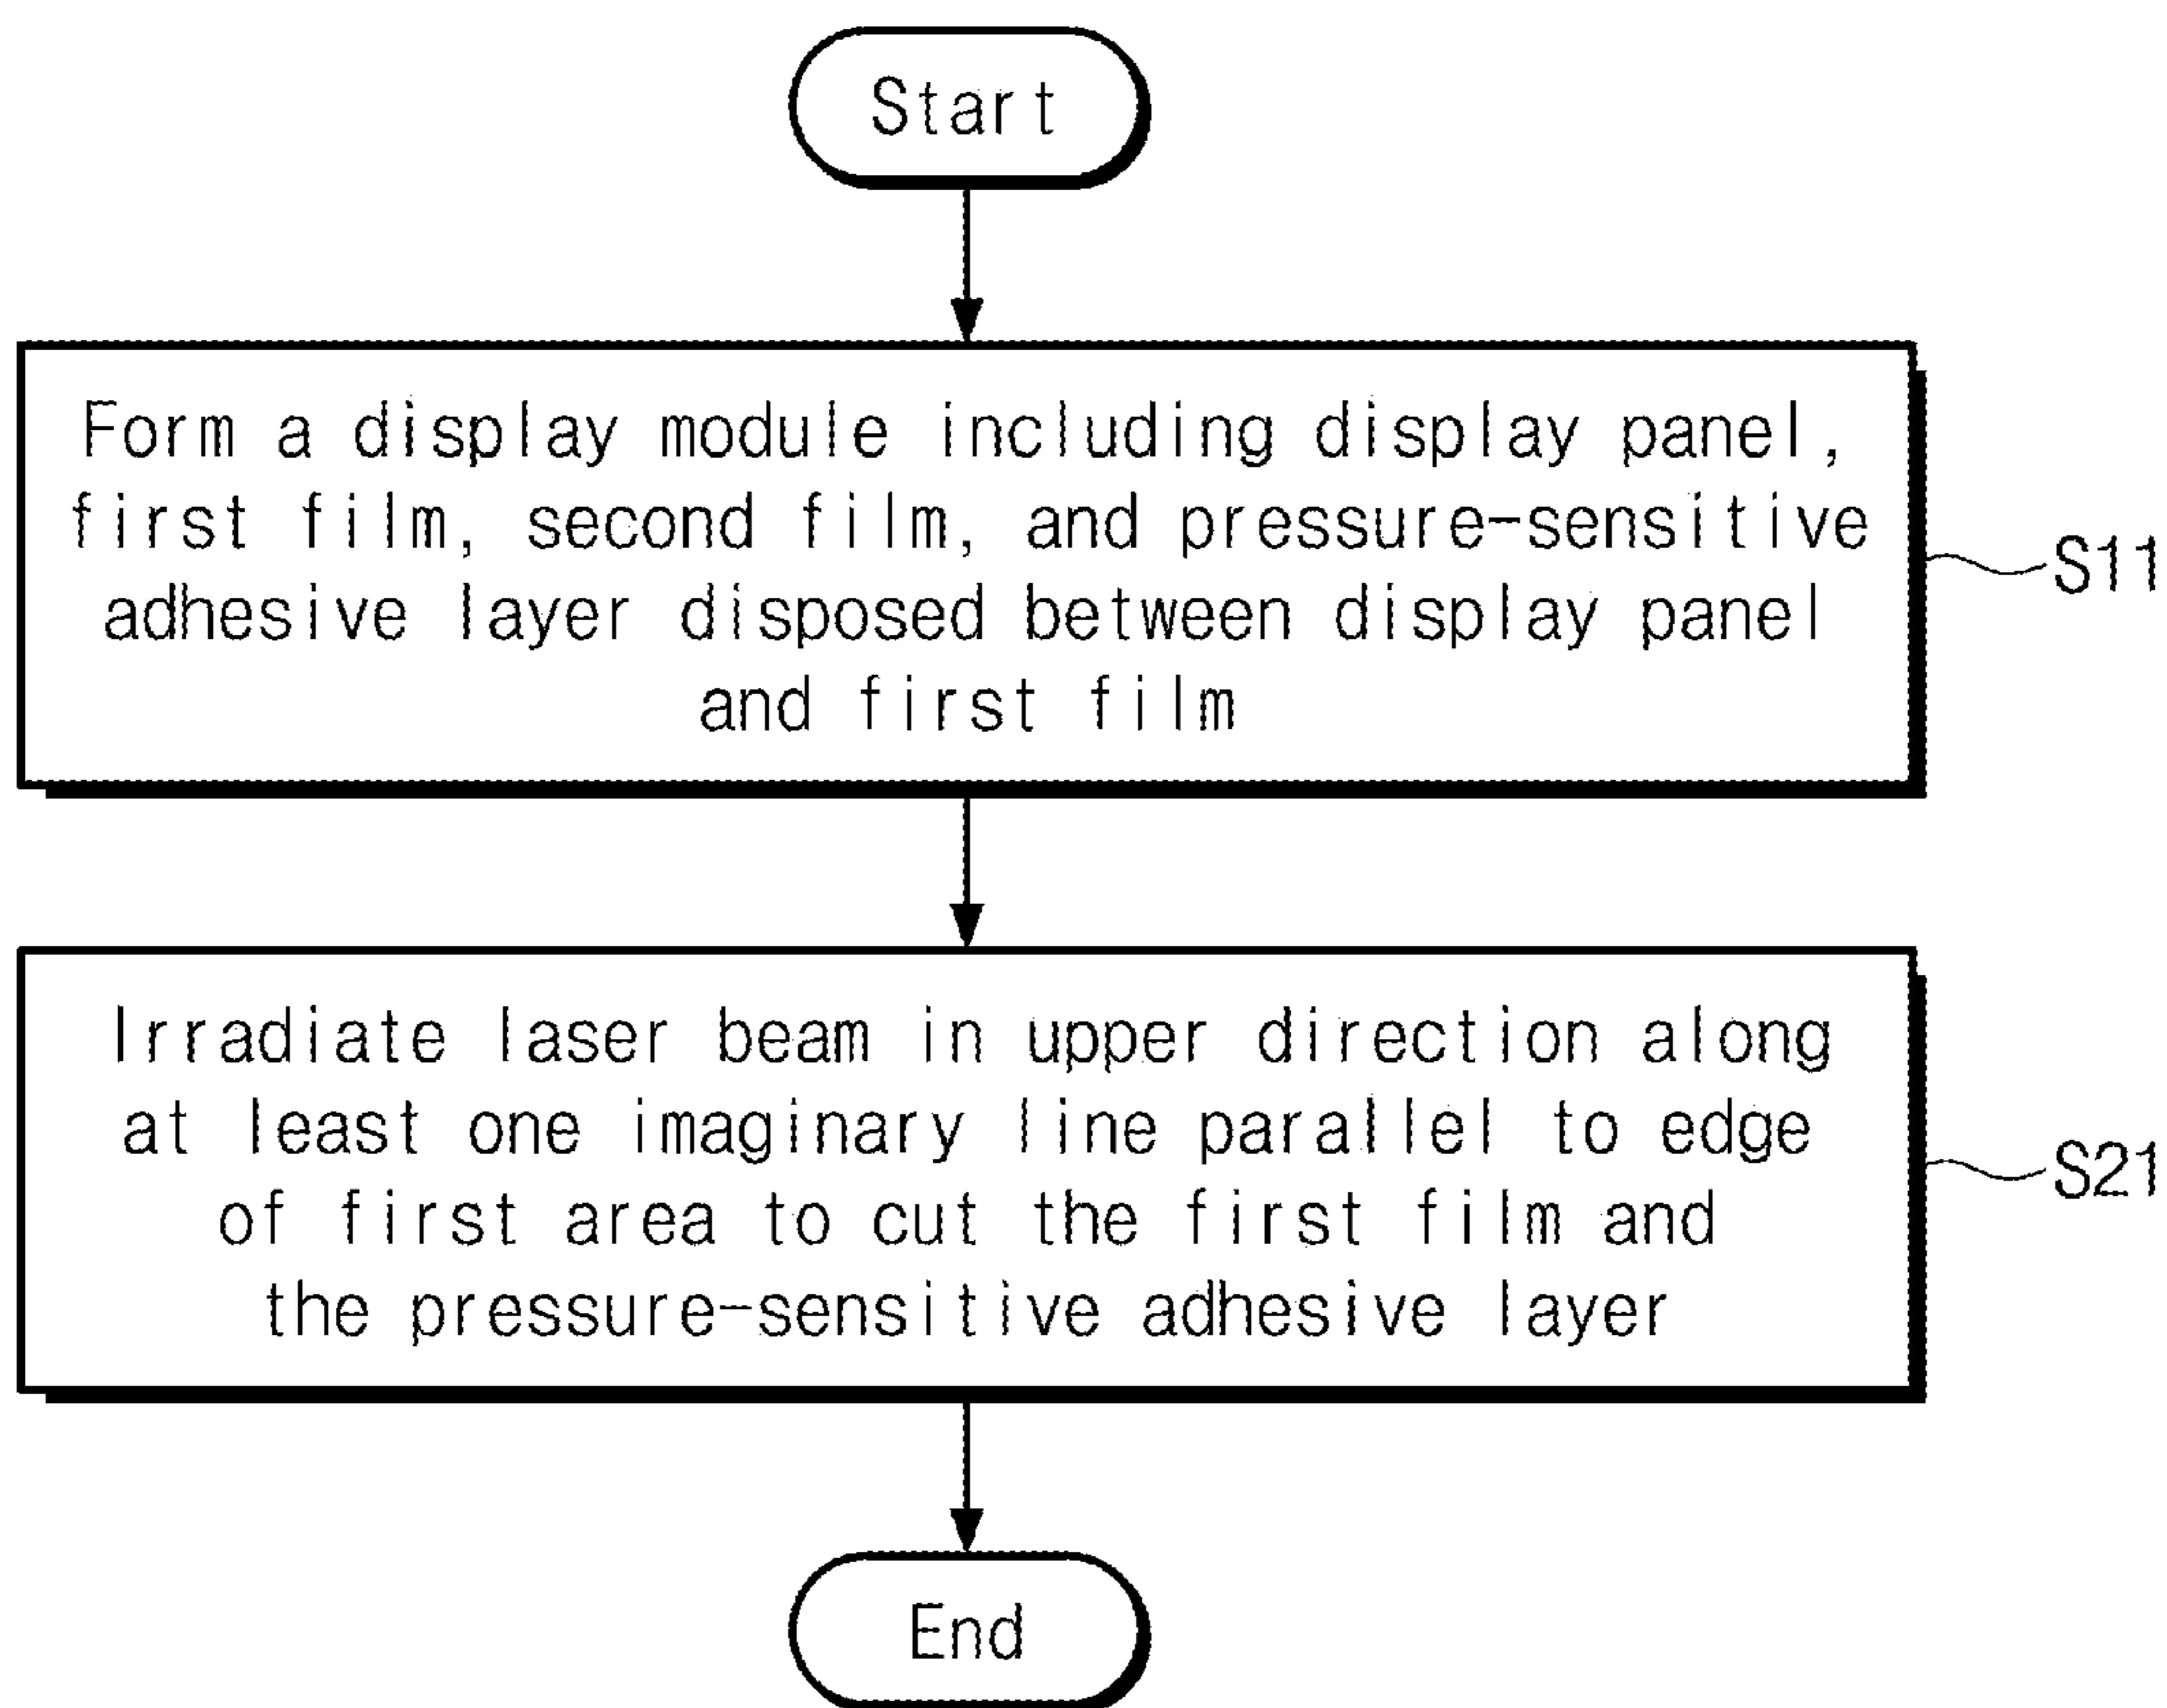 Start
Form a display module including display panel,
first film, second film, and pressure-sensitive
adhesive layer disposed between display panel
and first film
S11
Irradiate laser beam in upper direction along
at least one imaginary line parallel to edge
of first area to cut the first film and
the pressure-sensitive adhesive layer
S21
End